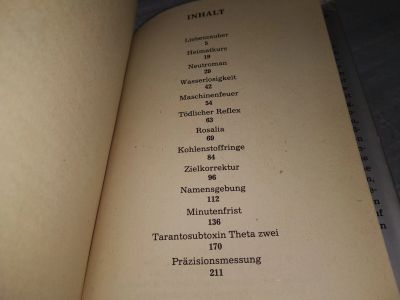 INHALT
Liebeszauber
5
Heimatkurs
19
Neutroman
29
Wasserlosigkeit
42
Maschinenfeuer
54
Tödlicher Reflex
63
Rosalia
69
Kohlenstoffringe
84
Zielkorrektur
96
Namensgebung
112
Minutenfrist
136
Tarantosubtoxin Theta zwei
170
Präzisionsmessung
211